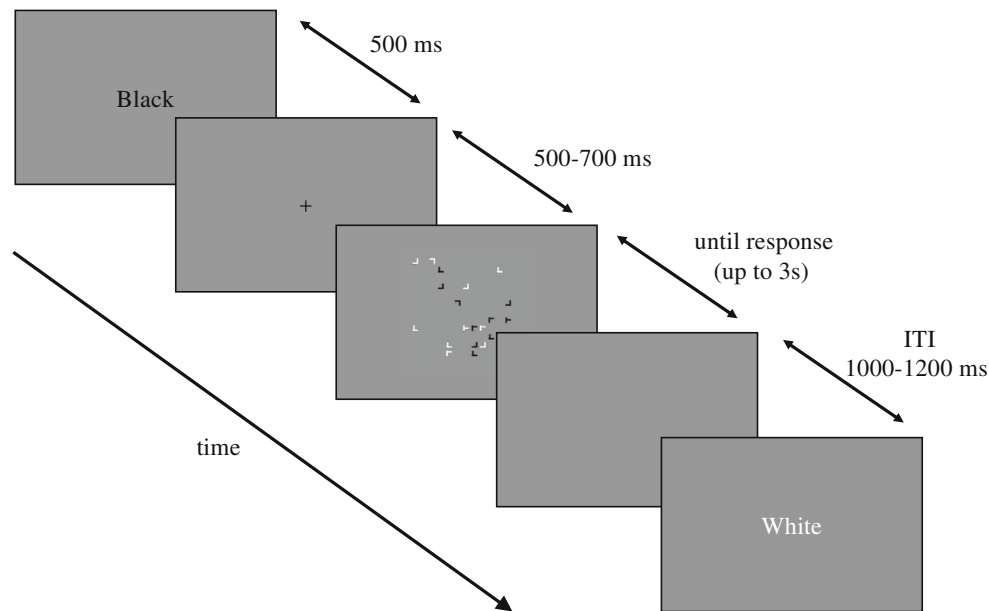 500 ms
Black
500-700 ms
until response
(up to 3s)
ITI
1000-1200 ms
time
White